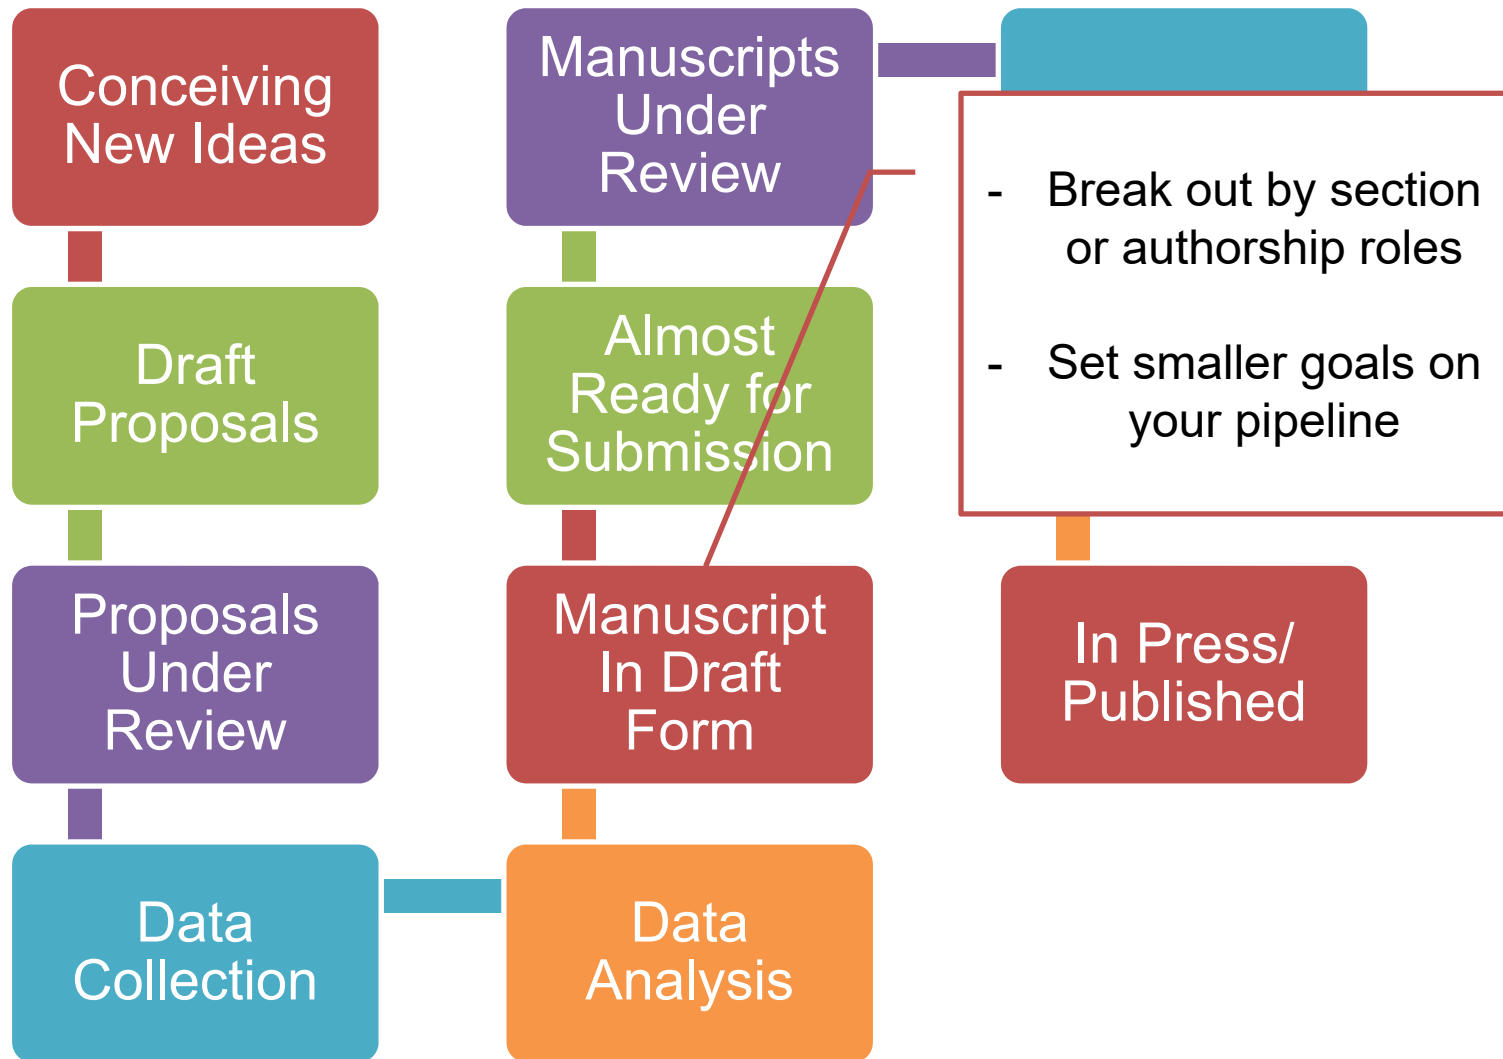 Conceiving
New Ideas
Draft
Proposals
Proposals
Under
Review
Data
Collection
Data
Analysis
Manuscript
In Draft
Form
Almost
Ready for
Submission
Manuscripts
Under
Review
- Break out by section
or authorship roles
- Set smaller goals on
your pipeline
In Press/
Published